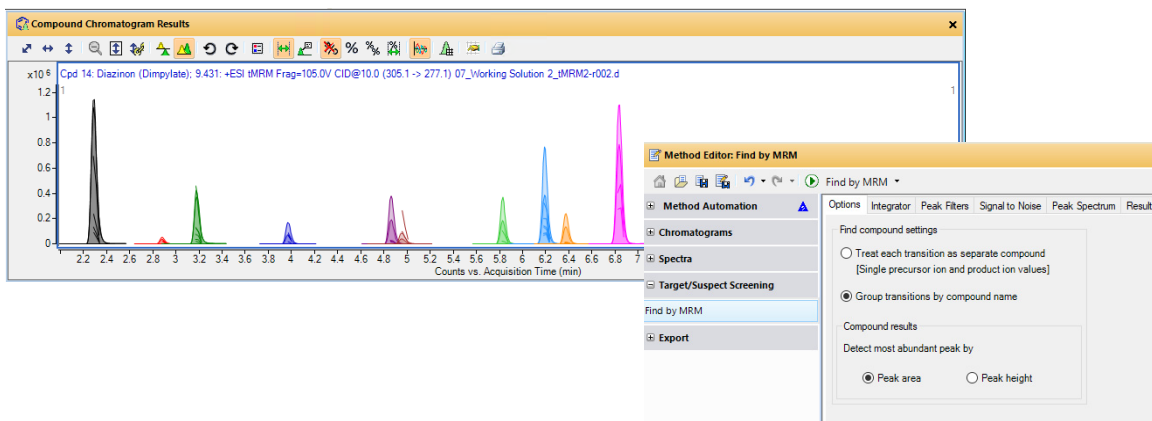 Compound Chromatogram Results
x10 6 Cpd 14: Diazinon (Dimpylate); 9.431: +ESI tMRM Frag=105.0V CID@10.0 (305.1 -> 277.1) 07_Working Solution 2_tMRM2-r002.d
1 1
1.2
1
0.8
0.6
0.4
0.2
0
2.2 2.4 2.6 2.8 3 3.2 3.4 3.6 3.8 4 4.2 4.4 4.6 4.8 5 5.2 5.4 5.6 5.8 6 6.2 6.4 6.6 6.8 7
Counts vs. Acquisition Time (min)
Method Editor: Find by MRM
Find by MRM
Method Automation
Chromatograms
Spectra
Target/Suspect Screening
Find by MRM
Export
Options Integrator Peak Filters Signal to Noise Peak Spectrum Result
Find compound settings
Treat each transition as separate compound
[Single precursor ion and product ion values]
Group transitions by compound name
Compound results
Detect most abundant peak by
Peak area Peak height